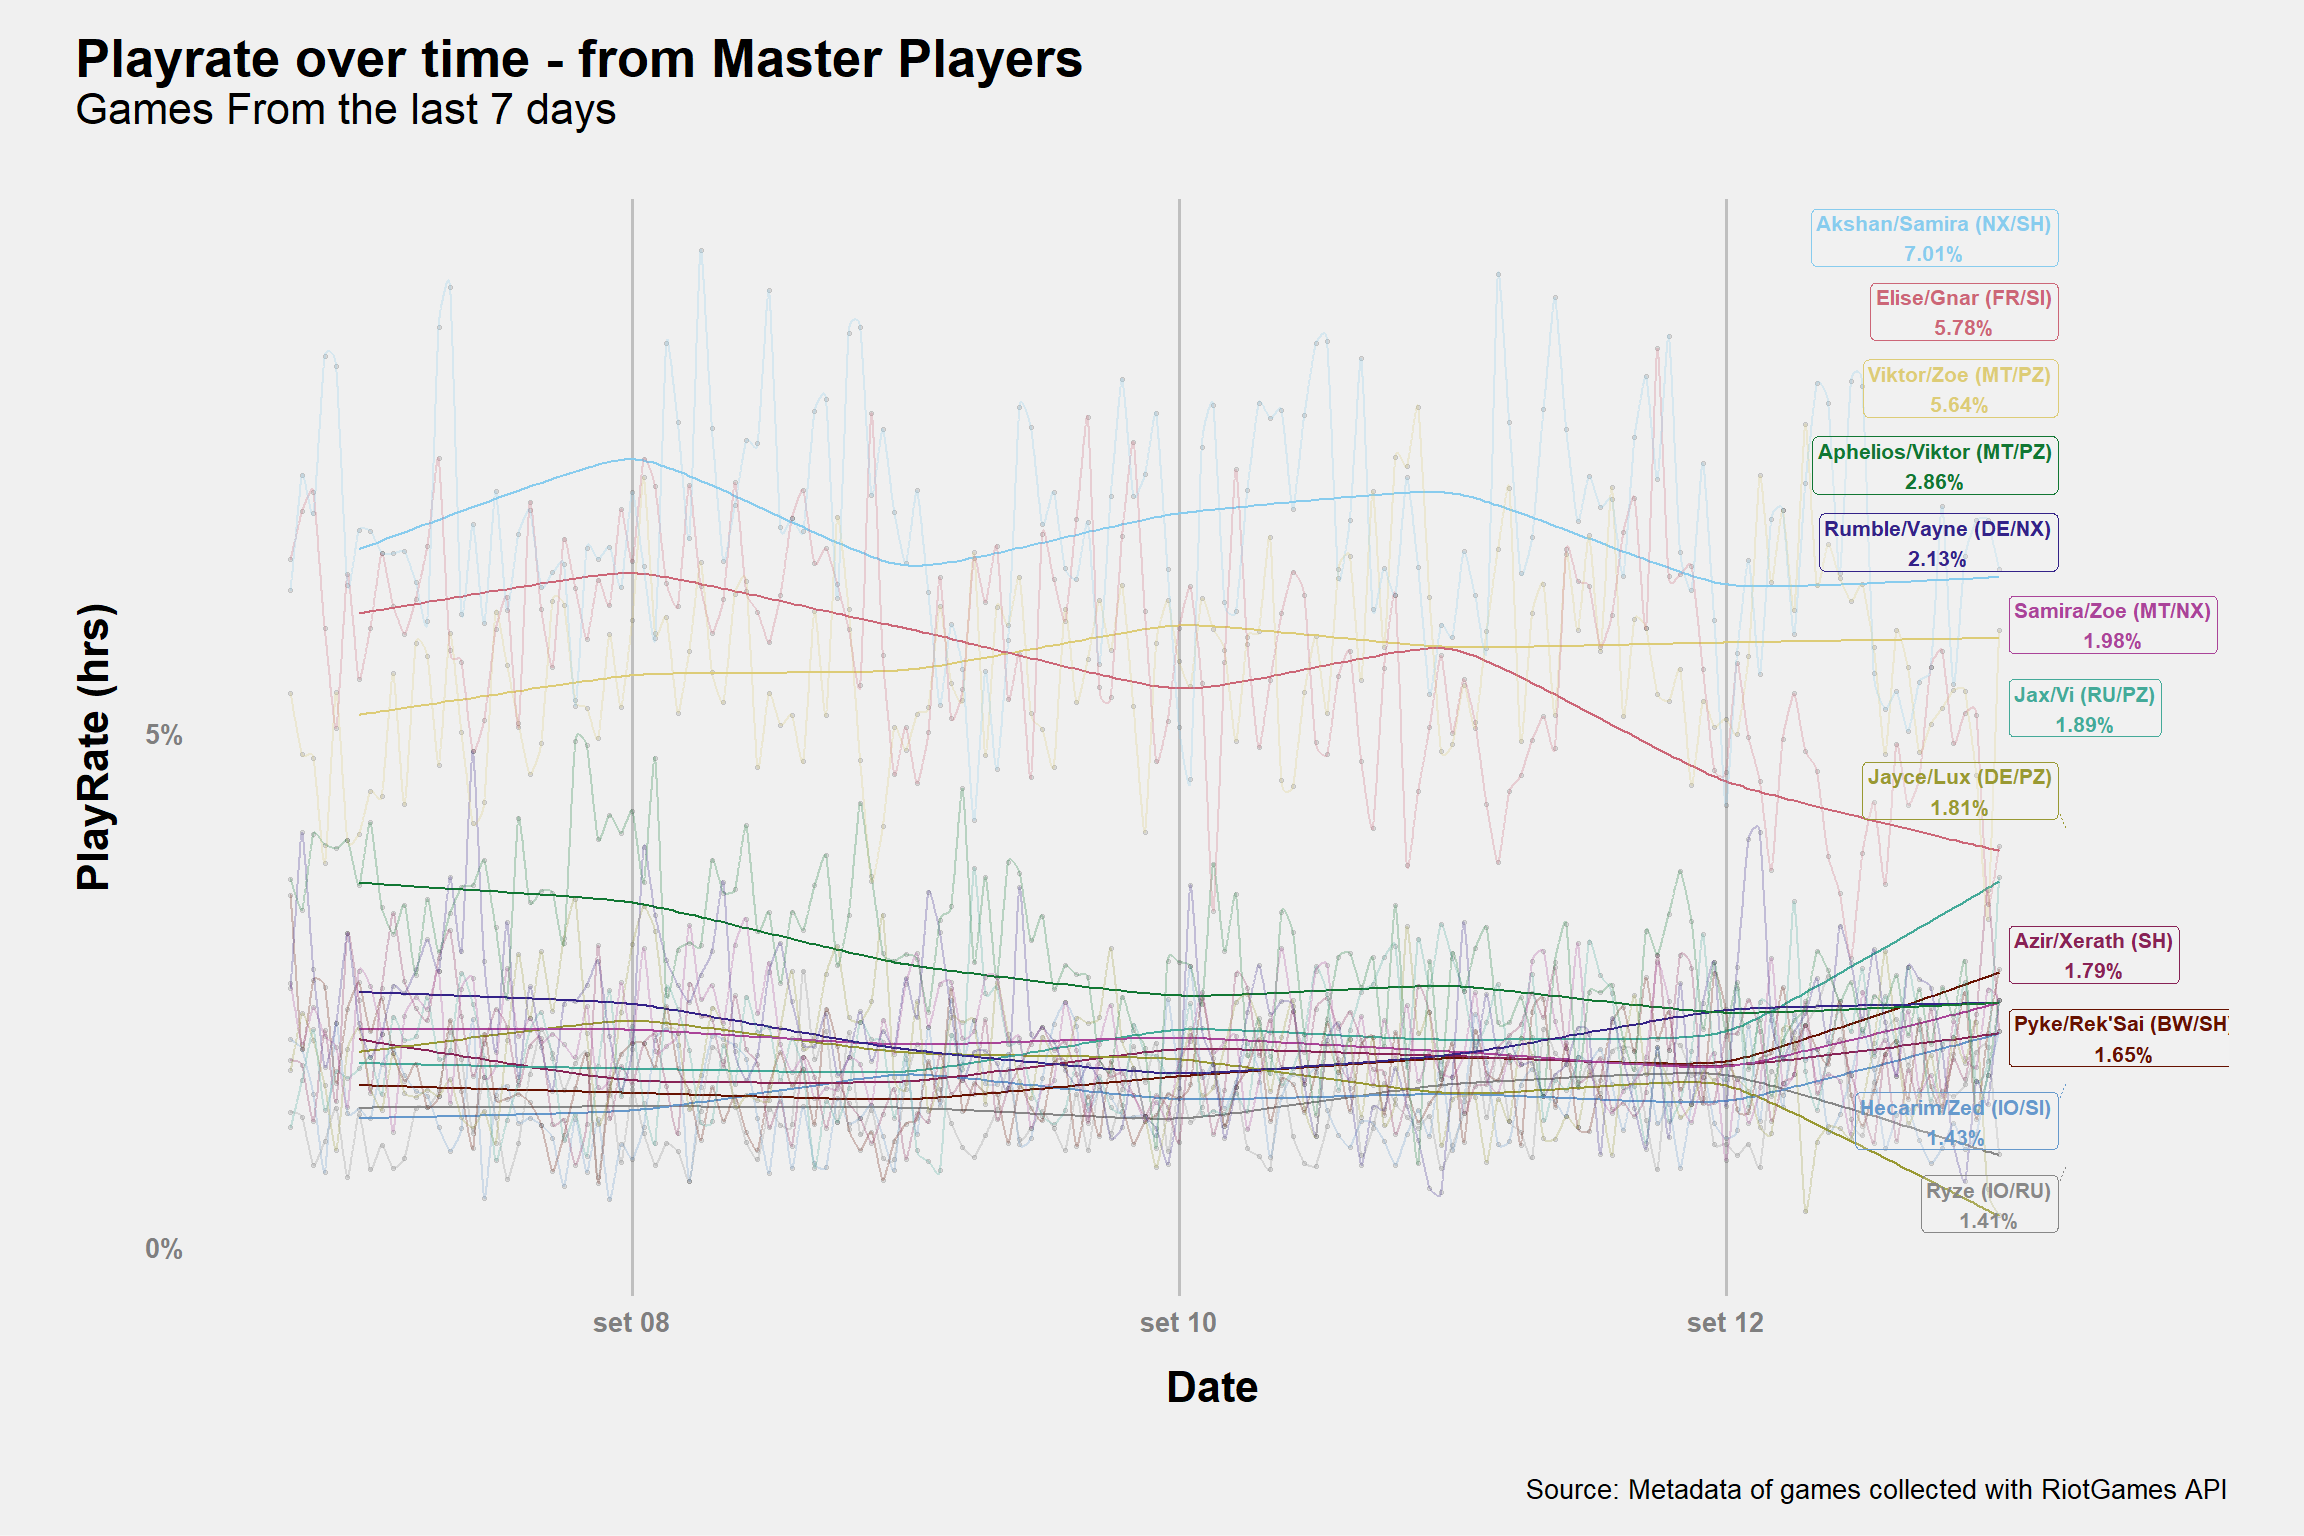 Playrate over time - from Master Players
Games From the last 7 days
Akshan/Samira (NX/SH)
7.01%
Elise/Gnar (FR/SI)
5.78%
Viktor/Zoe (MT/PZ)
5.64%
Aphelios/Viktor (MT/PZ)
2.86%
Rumble/Vayne (DE/NX)
2.13%
Samira/Zoe (MT/NX)
1.98%
Jax/Vi (RU/PZ)
1.89%
Jayce/Lux (DE/PZ)
1.81%
Azir/Xerath (SH)
1.79%
Pyke/Rek'Sai (BW/SH)
1.65%
Hecarim/Zed (IO/SI)
1.43%
Ryze (IO/RU)
1.41%
PlayRate (hrs)
5%
0%
set 08
set 10
set 12
Date
Source: Metadata of games collected with RiotGames API